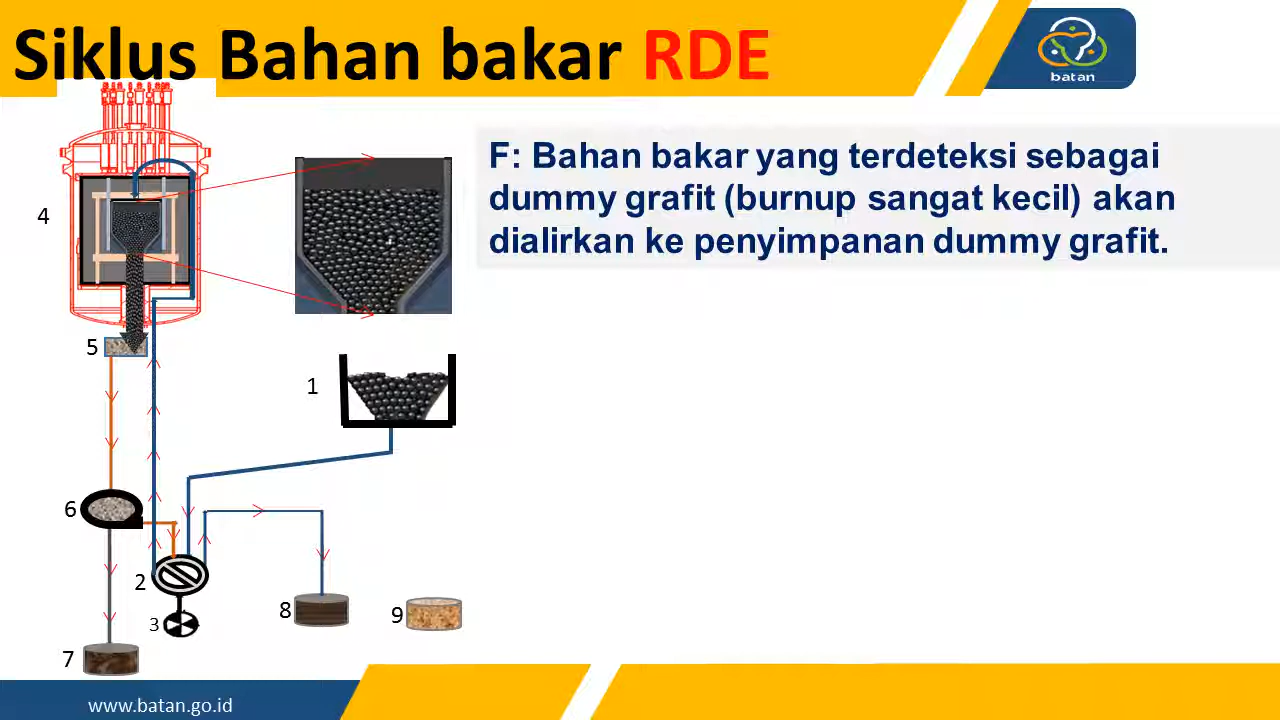 Siklus Bahan bakar RDE
batan
F: Bahan bakar yang terdeteksi sebagai
dummy grafit (burnup sangat kecil) akan
dialirkan ke penyimpanan dummy grafit.
4
5
1
6
2
3
8
9
7
www.batan.go.id